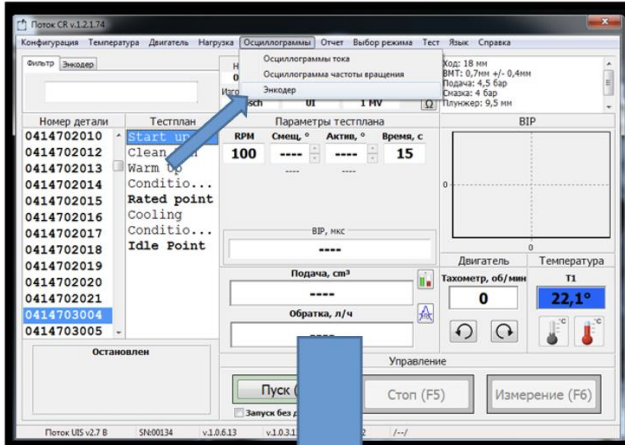 Поток CR v.1.2.1.74
Конфигурация Температура Двигатель Нагрузка Осциллограммы Отчет Выбор режима Тест Язык Справка
Осциллограммы тока
Осциллограмма частоты вращения
Энкодер
Фильтр Энкодер
UI 1 MV Ω
Ход: 18 мм
ВМТ: 0,7мм +/- 0,4мм
Подача: 4,5 бар
Смазка: 4 бар
Плунжер: 9,5 мм
Номер детали Тестплан Параметры тестплана BIP
0414702010
0414702012
0414702013
0414702014
0414702015
0414702016
0414702017
0414702018
0414702019
0414702020
0414702021
0414703004
0414703005
Start up
Clean
Warm Up
Conditio...
Rated point
Cooling
Conditio...
Idle Point
RPM Смещ, ° Актив, ° Время, с
100 ---- ---- 15
---- ----
BIP, мкс
----
Подача, cm³
----
Обратка, л/ч
----
0
0
Двигатель Температура
Тахометр, об/мин T1
0 22,1°
°C °C
Остановлен
Управление
Пуск Стоп (F5) Измерение (F6)
Запуск без
Поток UIS v2.7 B SN:00134 v.1.0.6.13 v.1.0.3.1 2 /--/